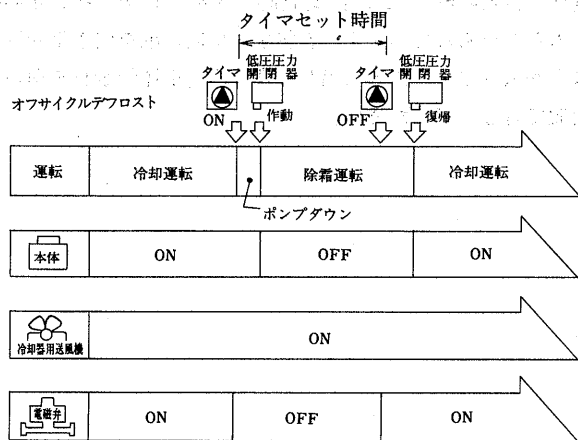 タイマセット時間
タイマ
低圧圧力
開閉器
タイマ
低圧圧力
開閉器
オフサイクルデフロスト
ON
作動
OFF
復帰
運転
冷却運転
除霜運転
冷却運転
ポンプダウン
本体
ON
OFF
ON
冷却器用送風機
ON
電磁弁
ON
OFF
ON